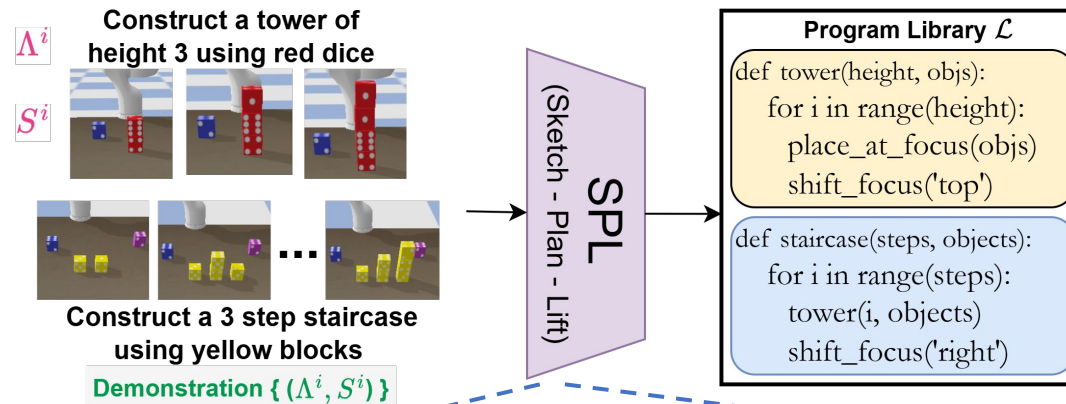 Λ^i
Construct a tower of
height 3 using red dice
S^i
...
Construct a 3 step staircase
using yellow blocks
Demonstration { (Λ^i, S^i) }
SPL
(Sketch - Plan - Lift)
Program Library ℒ
def tower(height, objs):
for i in range(height):
place_at_focus(objs)
shift_focus('top')
def staircase(steps, objects):
for i in range(steps):
tower(i, objects)
shift_focus('right')